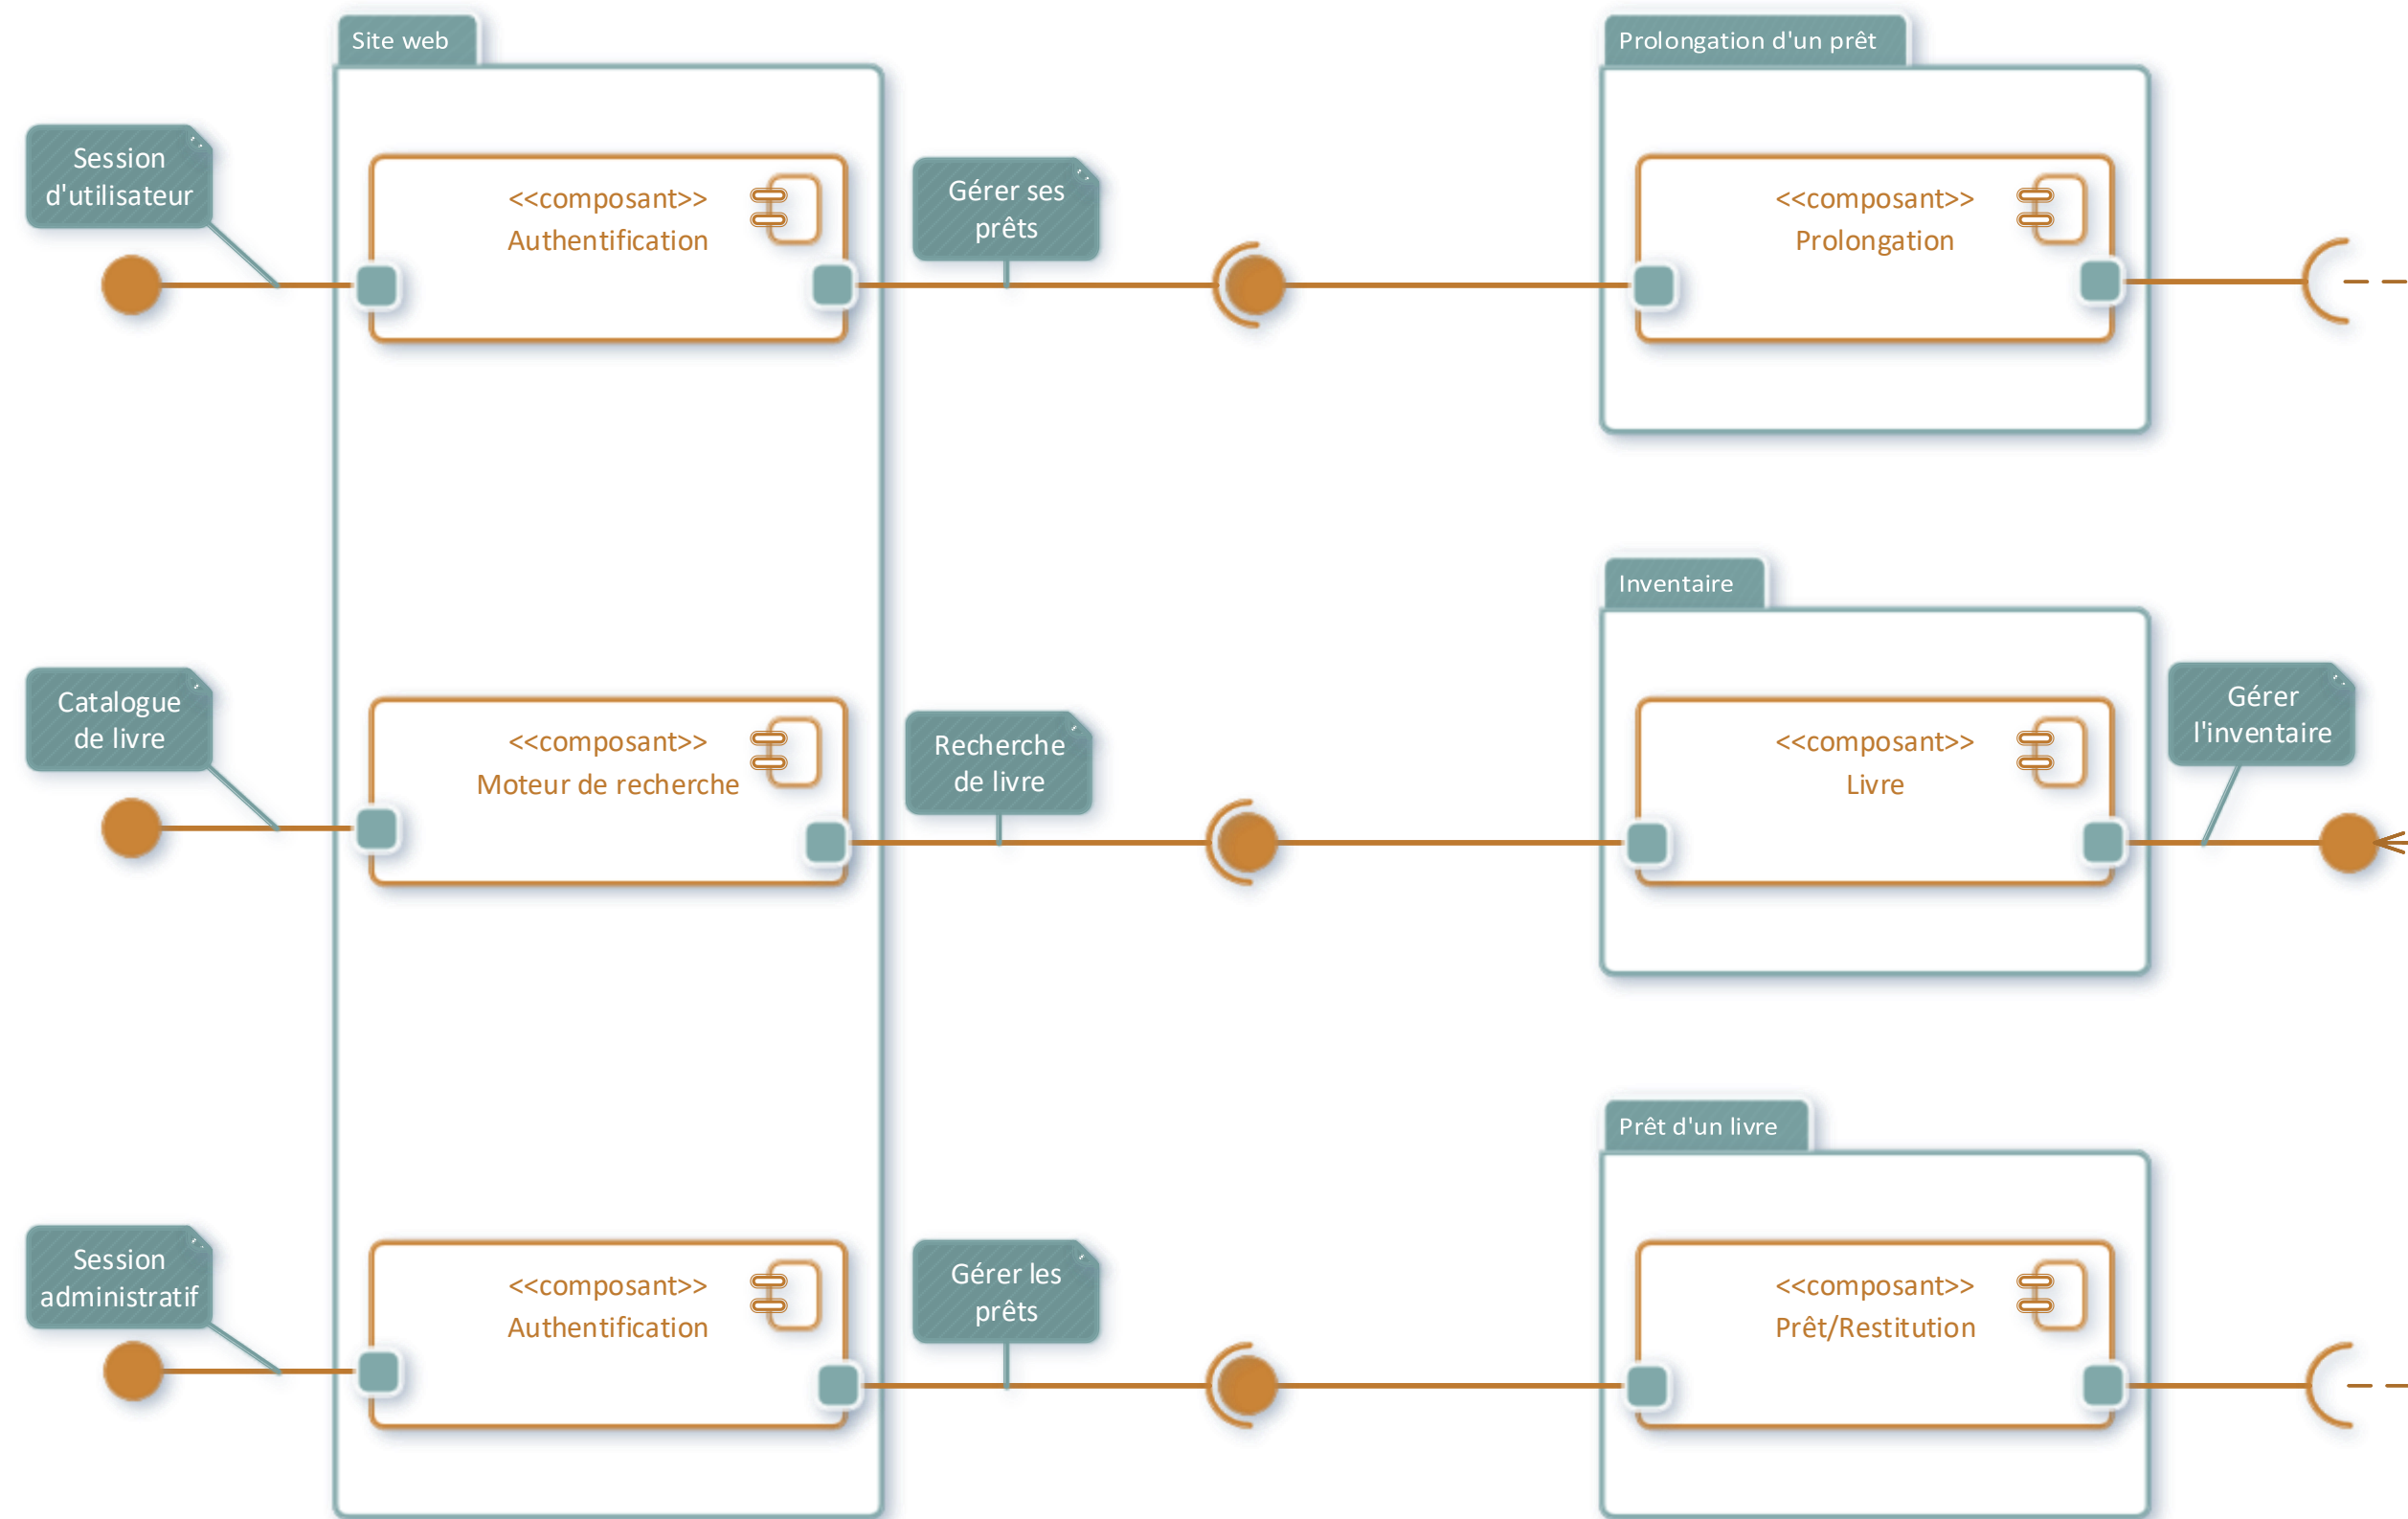 Site web
Prolongation d'un prêt
Session
d'utilisateur
<<composant>>
Authentification
Gérer ses
prêts
<<composant>>
Prolongation
Inventaire
Catalogue
de livre
<<composant>>
Moteur de recherche
Recherche
de livre
<<composant>>
Livre
Gérer
l'inventaire
Prêt d'un livre
Session
administratif
<<composant>>
Authentification
Gérer les
prêts
<<composant>>
Prêt/Restitution